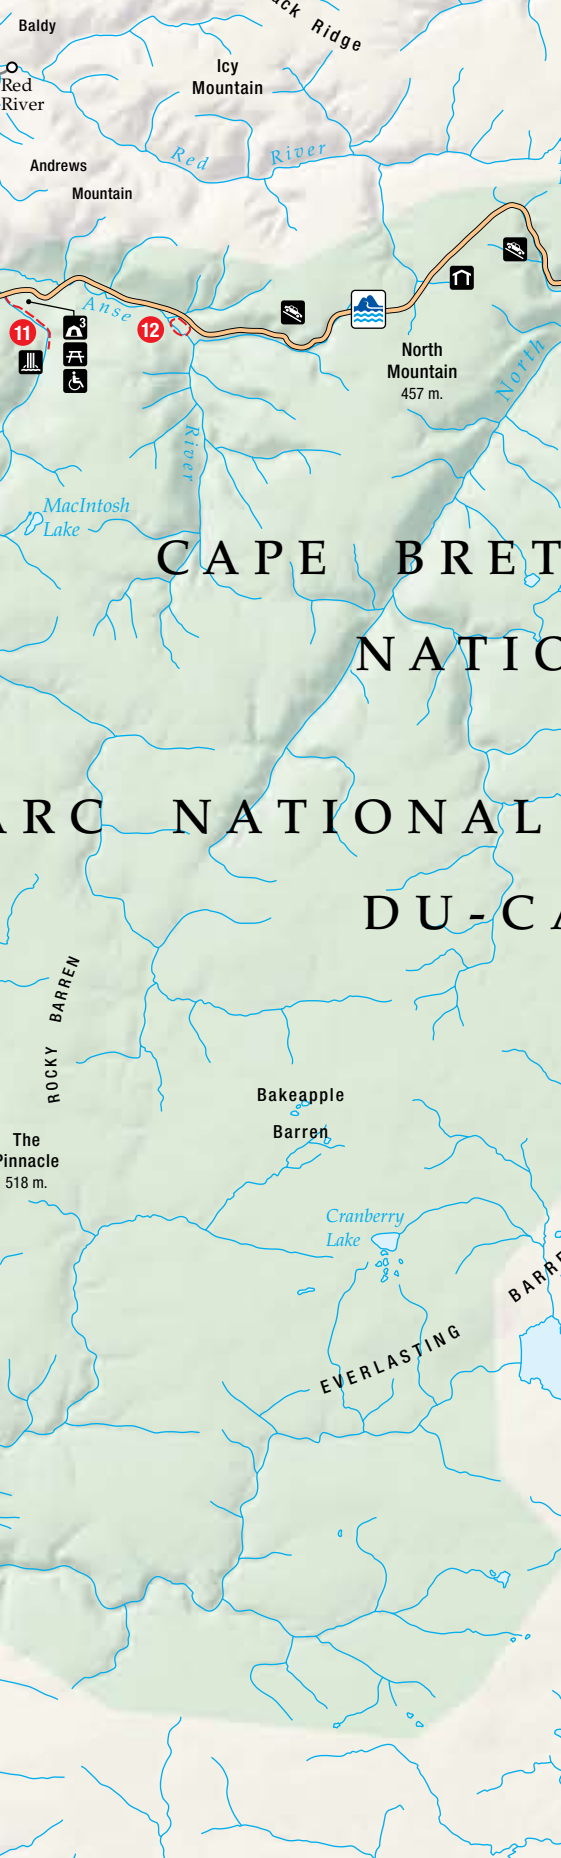 ck Ridge
Baldy
Icy
Mountain
Red
River
Red River
Andrews
Mountain
Anse
3
11
12
North
Mountain
457 m.
North
River
MacIntosh
Lake
CAPE BRET
NATIO
ARC NATIONAL
DU-CA
ROCKY BARREN
Bakeapple
Barren
The
Pinnacle
518 m.
Cranberry
Lake
BARRE
EVERLASTING